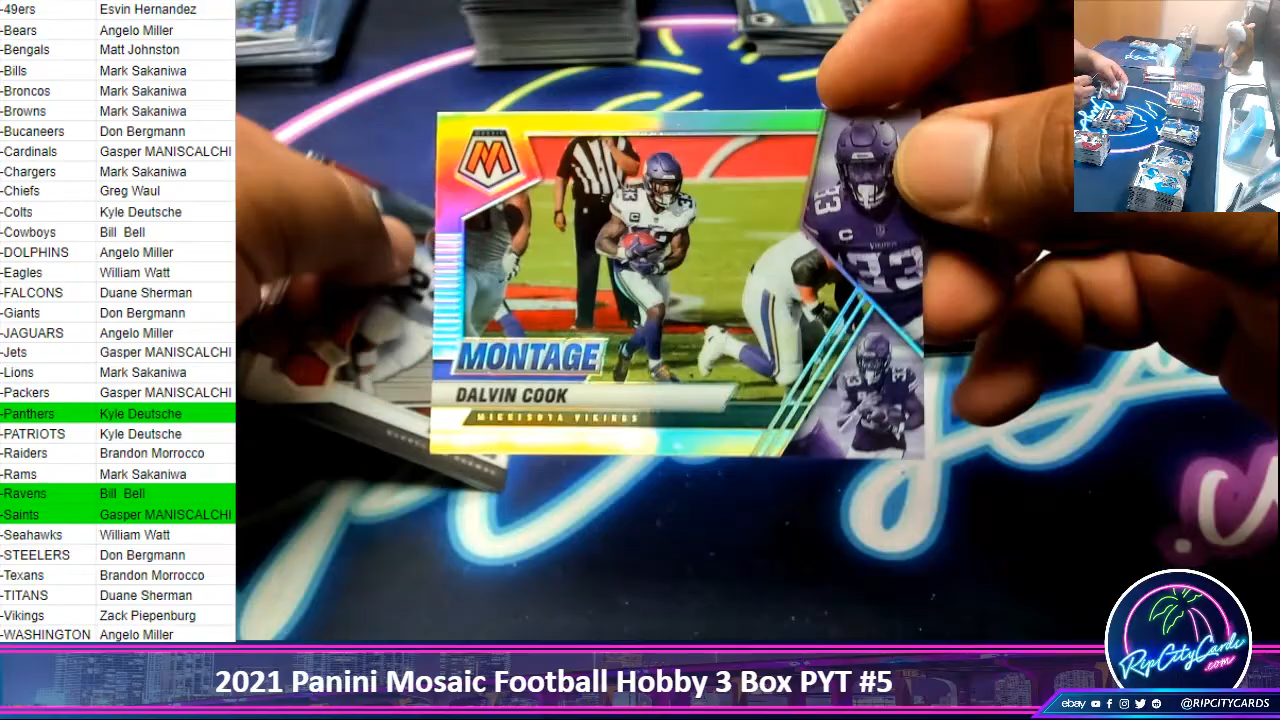 -49ers Esvin Hernandez
-Bears Angelo Miller
-Bengals Matt Johnston
-Bills Mark Sakaniwa
-Broncos Mark Sakaniwa
-Browns Mark Sakaniwa
-Bucaneers Don Bergmann
-Cardinals Gasper MANISCALCHI
-Chargers Mark Sakaniwa
-Chiefs Greg Waul
-Colts Kyle Deutsche
-Cowboys Bill Bell
-DOLPHINS Angelo Miller
-Eagles William Watt
-FALCONS Duane Sherman
-Giants Don Bergmann
-JAGUARS Angelo Miller
-Jets Gasper MANISCALCHI
-Lions Mark Sakaniwa
-Packers Gasper MANISCALCHI
-Panthers Kyle Deutsche
-PATRIOTS Kyle Deutsche
-Raiders Brandon Morrocco
-Rams Mark Sakaniwa
-Ravens Bill Bell
-Saints Gasper MANISCALCHI
-Seahawks William Watt
-STEELERS Don Bergmann
-Texans Brandon Morrocco
-TITANS Duane Sherman
-Vikings Zack Piepenburg
-WASHINGTON Angelo Miller
MOSAIC
M
33
33
C
VIKINGS
33
33
MONTAGE
DALVIN COOK
MINNESOTA VIKINGS
RipCityCards
.com
2021 Panini Mosaic Football Hobby 3 Box PYT #5
ebay @RIPCITYCARDS